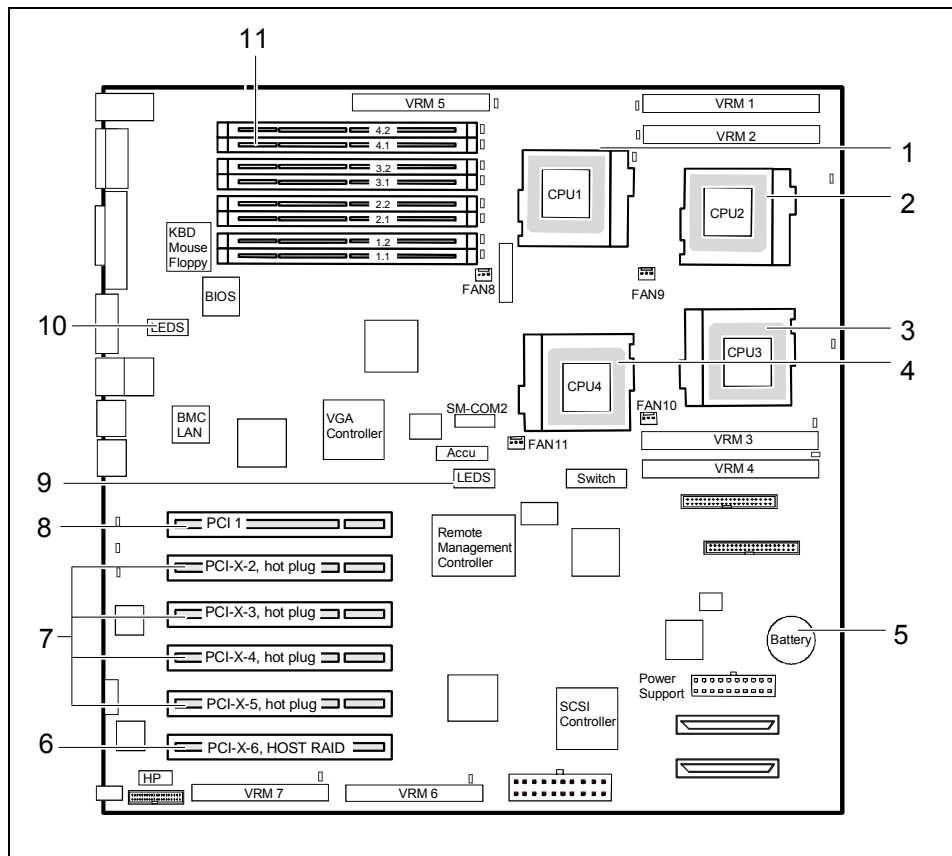 11
VRM 5
VRM 1
VRM 2
4.2
4.1
3.2
3.1
2.2
2.1
1.2
1.1
1
CPU1
CPU2
2
KBD
Mouse
Floppy
BIOS
FAN8
FAN9
10
LEDS
3
CPU3
4
CPU4
BMC
LAN
VGA
Controller
SM-COM2
FAN10
FAN11
Accu
VRM 3
VRM 4
9
LEDS
Switch
8
PCI 1
Remote
Management
Controller
PCI-X-2, hot plug
7
PCI-X-3, hot plug
PCI-X-4, hot plug
PCI-X-5, hot plug
Battery
5
Power
Support
SCSI
Controller
6
PCI-X-6, HOST RAID
HP
VRM 7
VRM 6